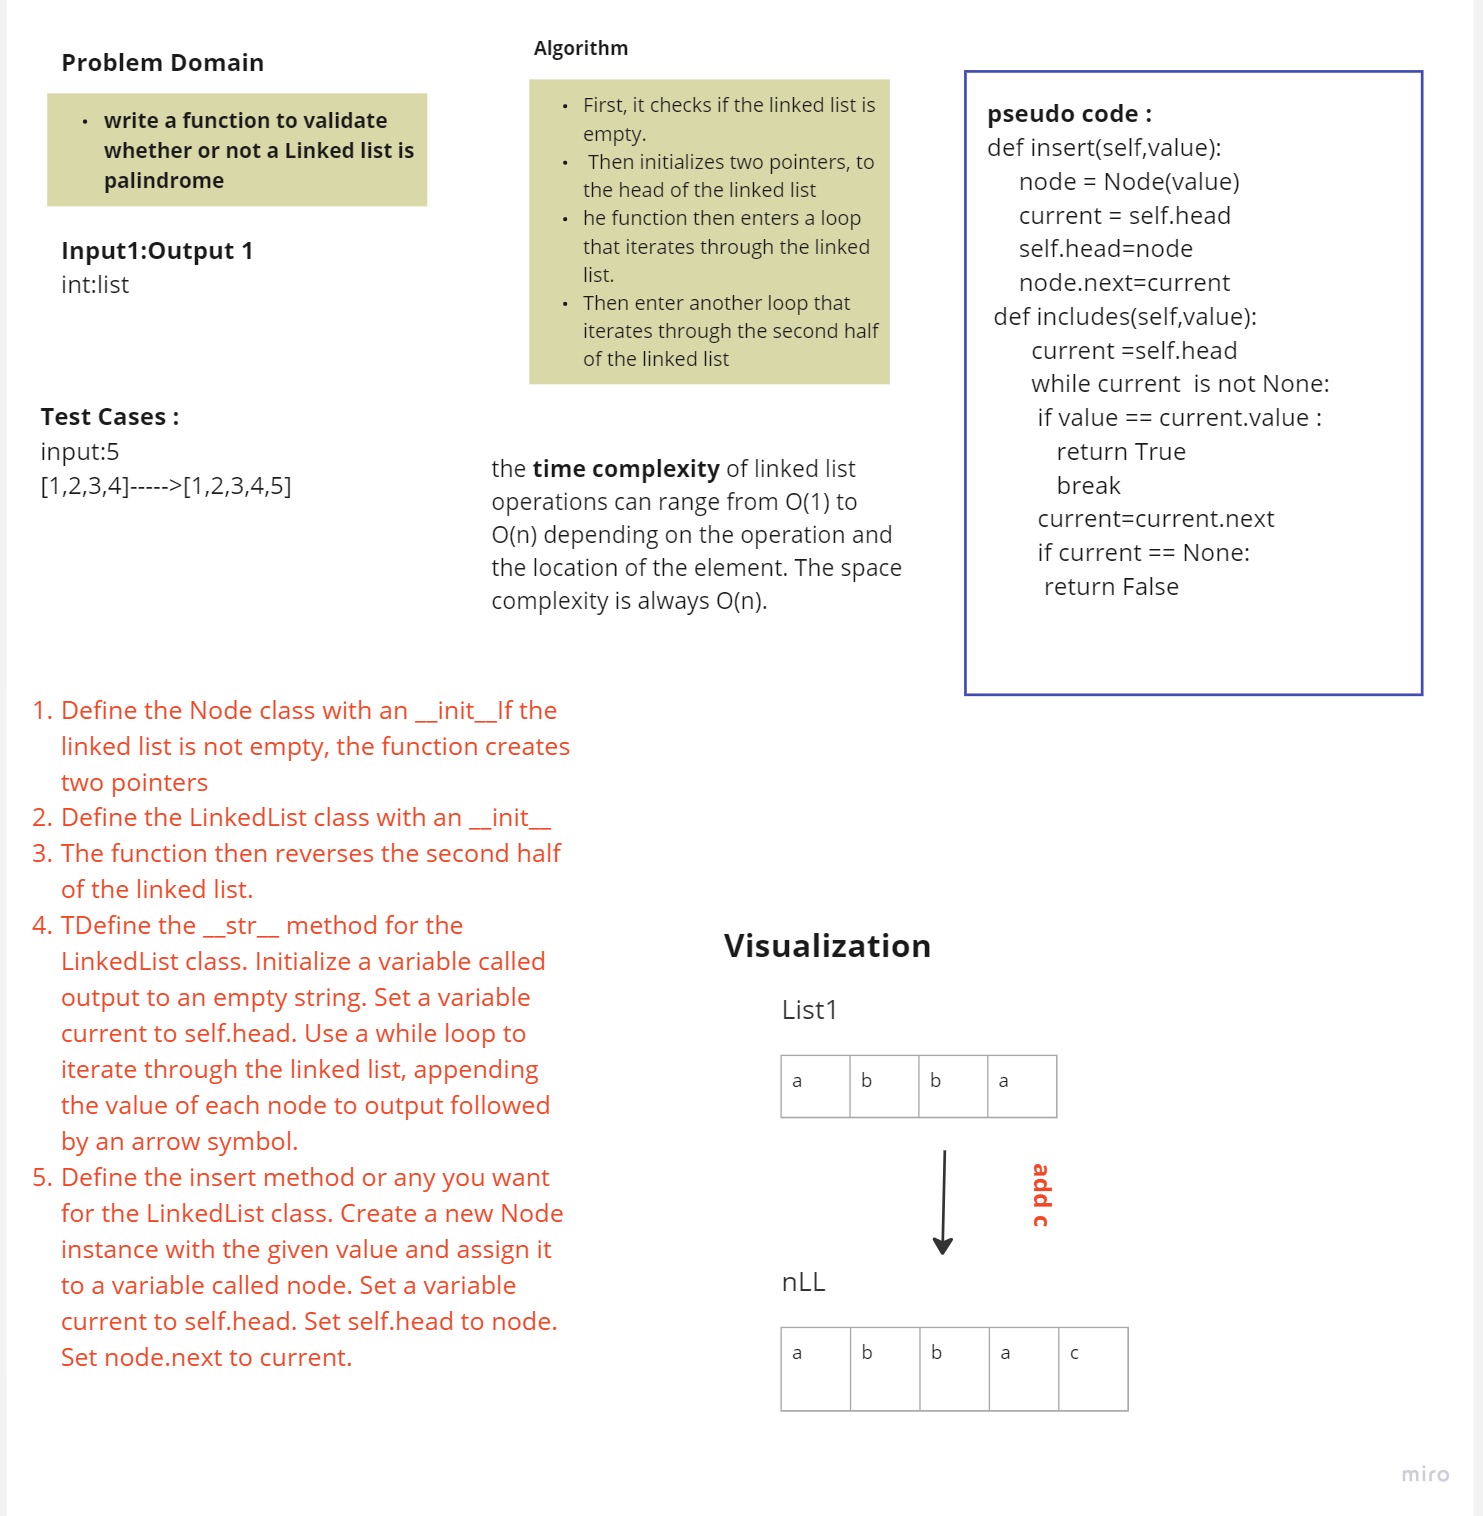 Problem Domain
• write a function to validate
whether or not a Linked list is
palindrome
Input1:Output 1
int:list
Test Cases :
input:5
[1,2,3,4]----->[1,2,3,4,5]
Algorithm
• First, it checks if the linked list is
empty.
• Then initializes two pointers, to
the head of the linked list
• he function then enters a loop
that iterates through the linked
list.
• Then enter another loop that
iterates through the second half
of the linked list
the time complexity of linked list
operations can range from O(1) to
O(n) depending on the operation and
the location of the element. The space
complexity is always O(n).
pseudo code :
def insert(self,value):
node = Node(value)
current = self.head
self.head=node
node.next=current
def includes(self,value):
current =self.head
while current  is not None:
if value == current.value :
return True
break
current=current.next
if current == None:
return False
1. Define the Node class with an __init__If the
linked list is not empty, the function creates
two pointers
2. Define the LinkedList class with an __init__
3. The function then reverses the second half
of the linked list.
4. TDefine the __str__ method for the
LinkedList class. Initialize a variable called
output to an empty string. Set a variable
current to self.head. Use a while loop to
iterate through the linked list, appending
the value of each node to output followed
by an arrow symbol.
5. Define the insert method or any you want
for the LinkedList class. Create a new Node
instance with the given value and assign it
to a variable called node. Set a variable
current to self.head. Set self.head to node.
Set node.next to current.
Visualization
List1
a b b a
add c
nLL
a b b a c
miro